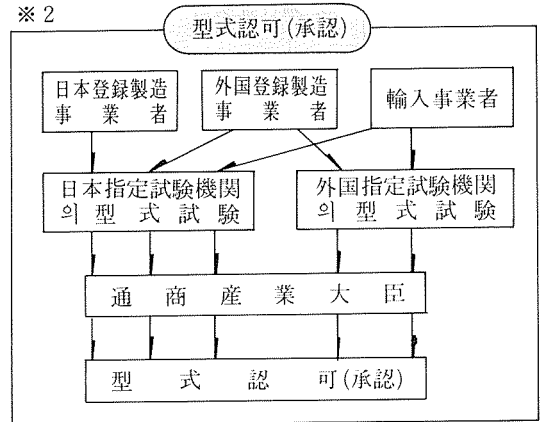 ※2
型式認可(承認)
日本登録製造
事業者
外国登録製造
事業者
輸入事業者
日本指定試験機関
의 型式試験
外国指定試験機関
의 型式試験
通商産業大臣
型式認可(承認)